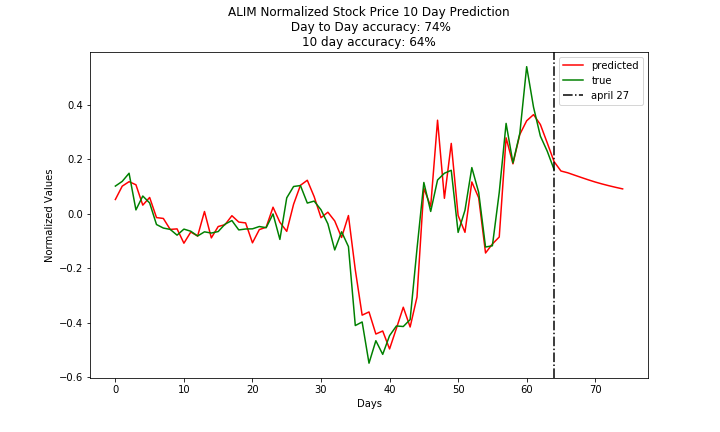 ALIM Normalized Stock Price 10 Day Prediction
Day to Day accuracy: 74%
10 day accuracy: 64%
predicted
true
april 27
Normalized Values
0.4
0.2
0.0
−0.2
−0.4
−0.6
0 10 20 30 40 50 60 70
Days